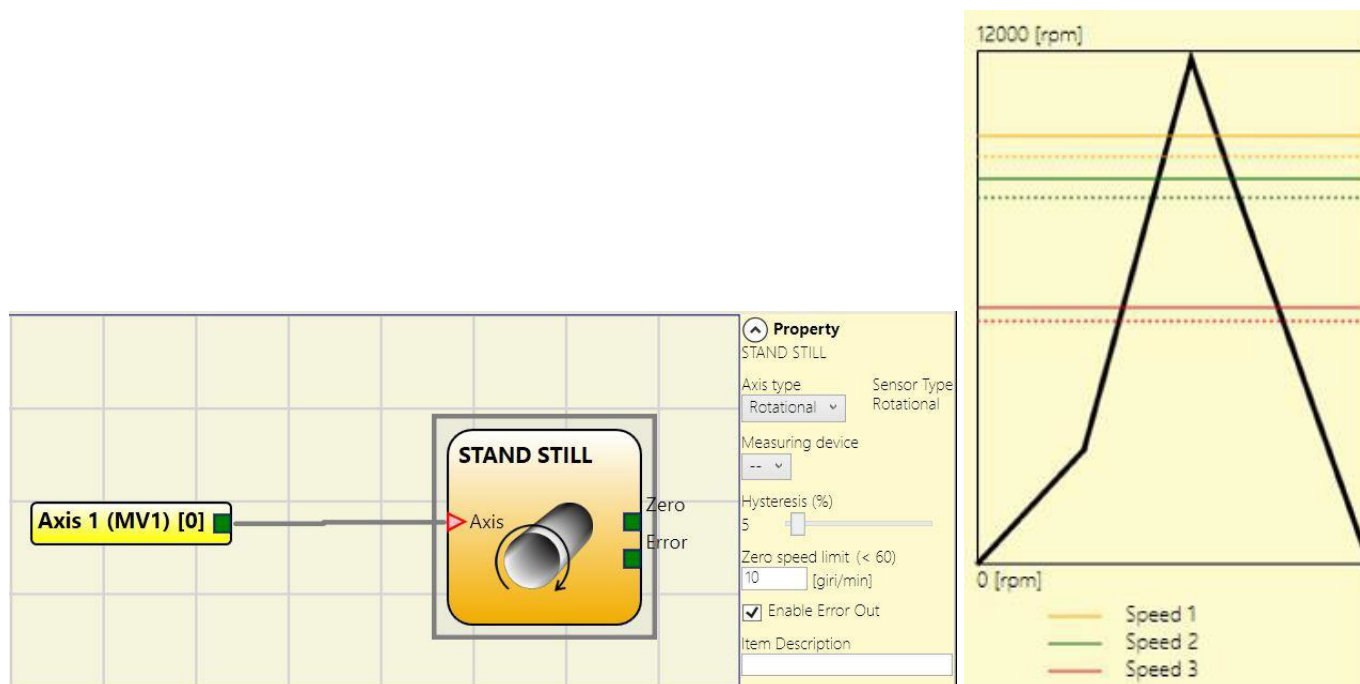 STAND STILL
Axis 1 (MV1) [0]
Axis
Zero
Error
Property
STAND STILL
Axis type
Sensor Type
Rotational
Rotational
Measuring device
--
Hysteresis (%)
5
Zero speed limit (< 60)
10 [giri/min]
Enable Error Out
Item Description
12000 [rpm]
0 [rpm]
Speed 1
Speed 2
Speed 3